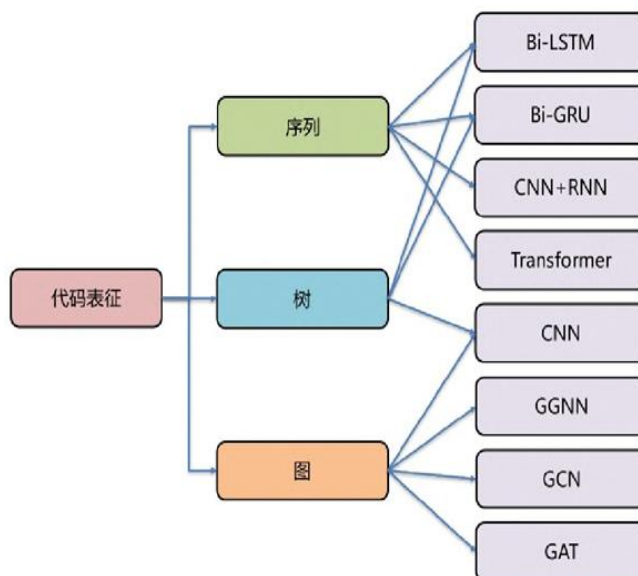 代码表征
序列
树
图
Bi-LSTM
Bi-GRU
CNN+RNN
Transformer
CNN
GGNN
GCN
GAT